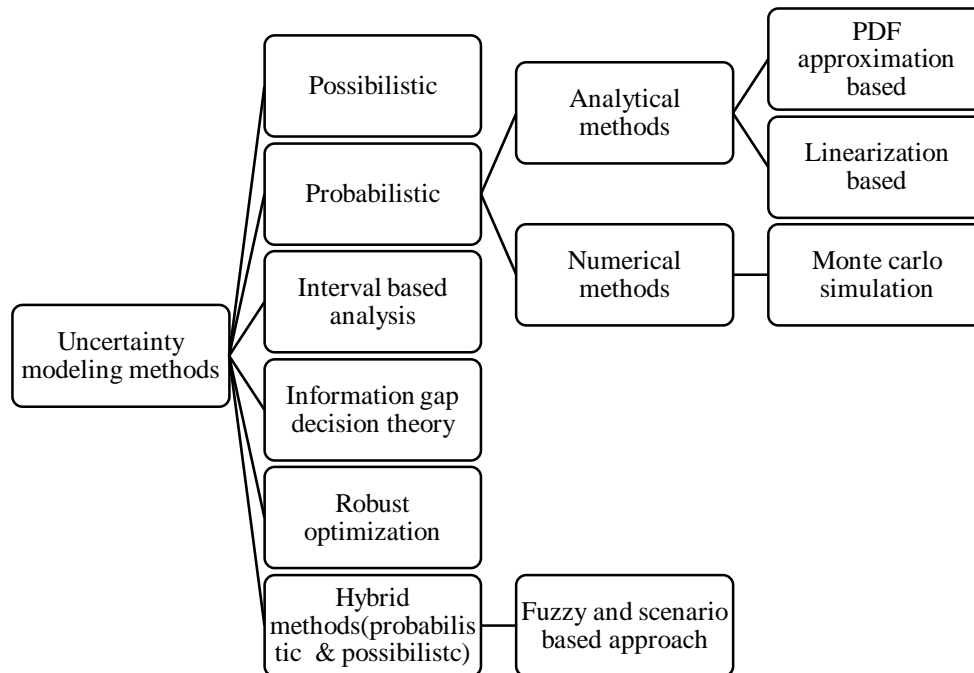 Uncertainty
modeling methods
Possibilistic
Probabilistic
Interval based
analysis
Information gap
decision theory
Robust
optimization
Hybrid
methods(probabilis
tic & possibilistc)
Analytical
methods
Numerical
methods
Fuzzy and scenario
based approach
PDF
approximation
based
Linearization
based
Monte carlo
simulation